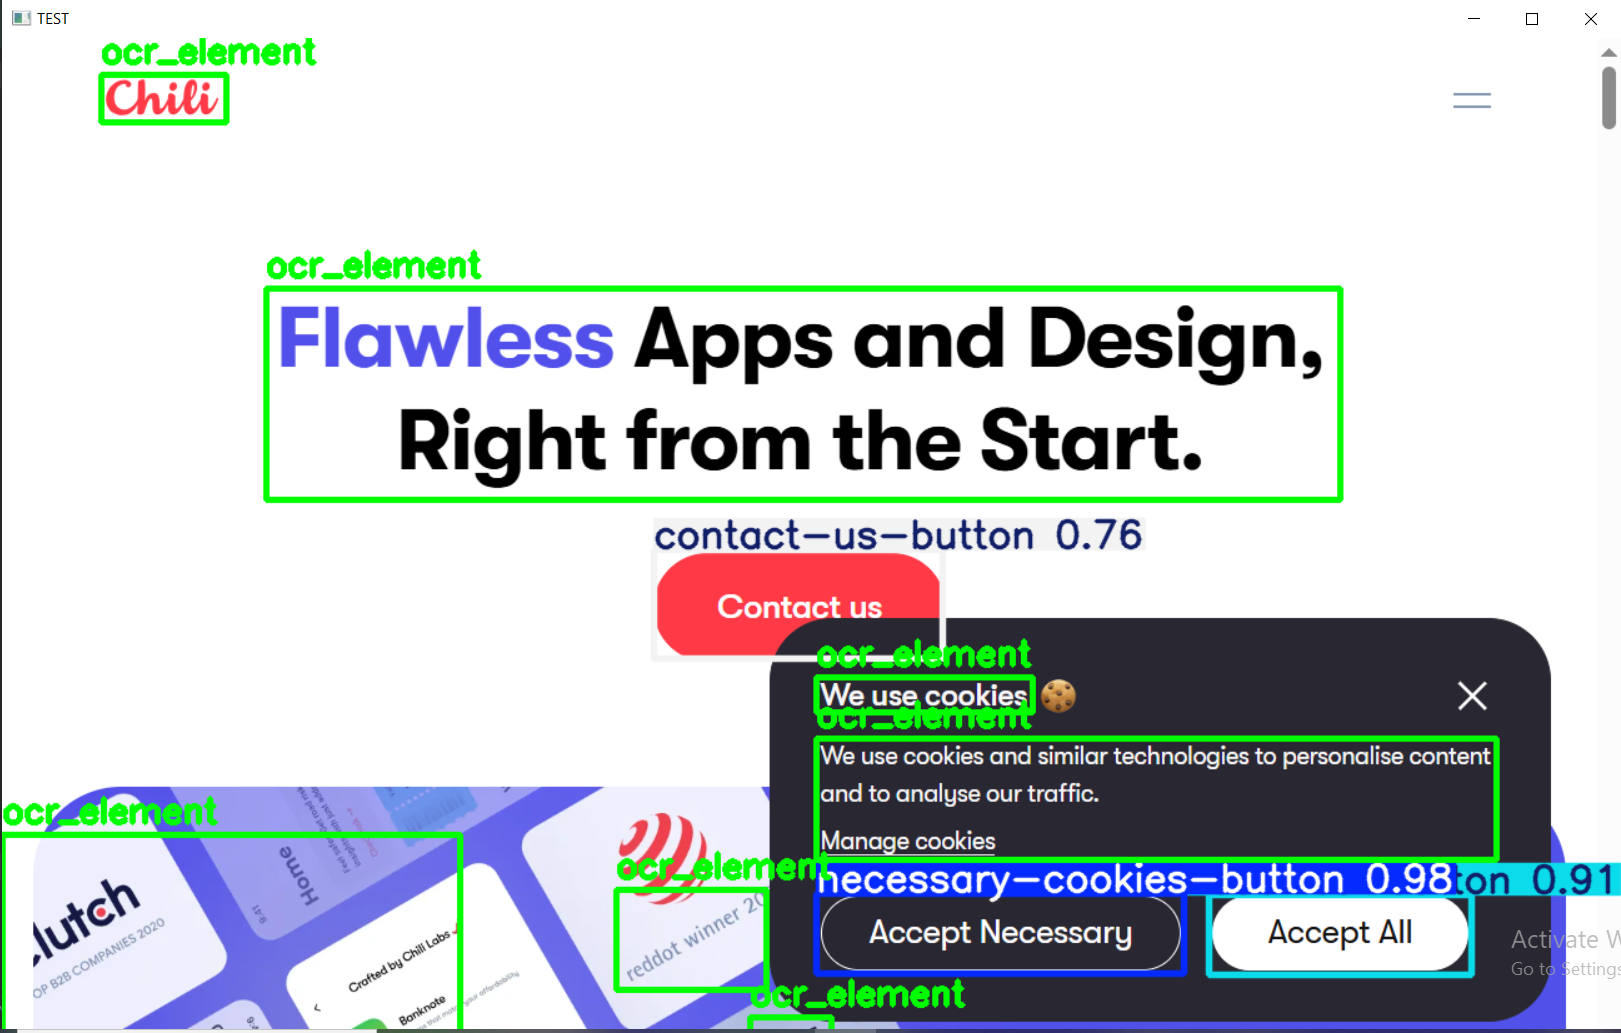 TEST
ocr_element
Chili
ocr_element
Flawless Apps and Design,
Right from the Start.
contact-us-button 0.76
Contact us
ocr_element
We use cookies
ocr_element
We use cookies and similar technologies to personalise content
and to analyse our traffic.
Manage cookies
necessary-cookies-button 0.98
ton 0.91
Accept Necessary
Accept All
Activate W
Go to Settings
ocr_element
Clutch
OP B2B COMPANIES 2020
Home
9:41
Crafted by Chili Labs
Banknote
ocr_element
reddot winner 20
ocr_element